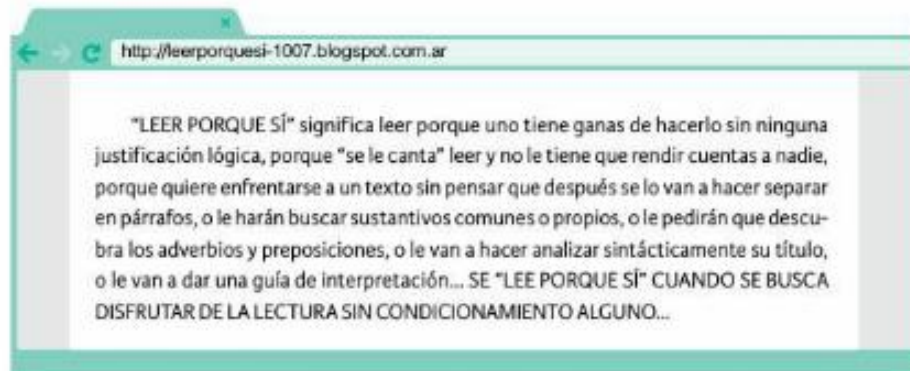 http://leerporquesi-1007.blogspot.com.ar
"LEER PORQUE SÍ" significa leer porque uno tiene ganas de hacerlo sin ninguna
justificación lógica, porque "se le canta" leer y no le tiene que rendir cuentas a nadie,
porque quiere enfrentarse a un texto sin pensar que después se lo van a hacer separar
en párrafos, o le harán buscar sustantivos comunes o propios, o le pedirán que descu-
bra los adverbios y preposiciones, o le van a hacer analizar sintácticamente su título,
o le van a dar una guía de interpretación... SE "LEE PORQUE SÍ" CUANDO SE BUSCA
DISFRUTAR DE LA LECTURA SIN CONDICIONAMIENTO ALGUNO...